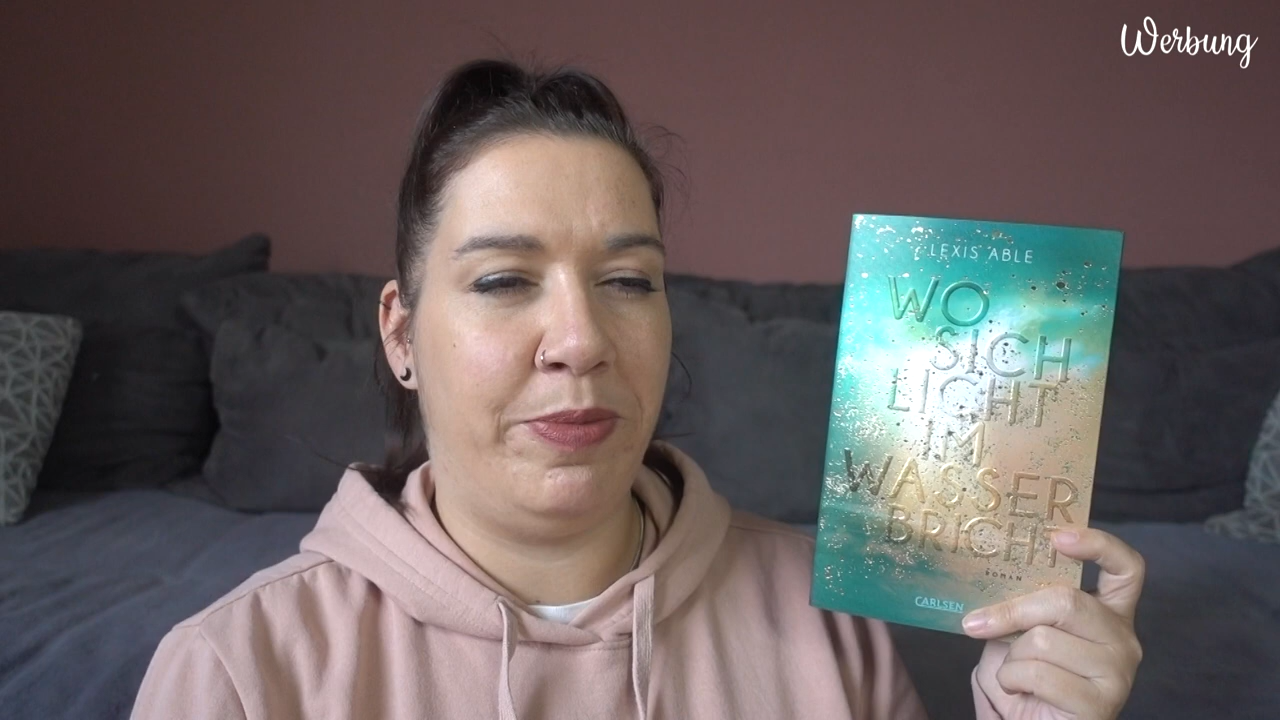 Werbung
LEXIS ABLE
WO
SICH
LICHT
IM
WASSER
BRICHT
ROMAN
CARLSEN